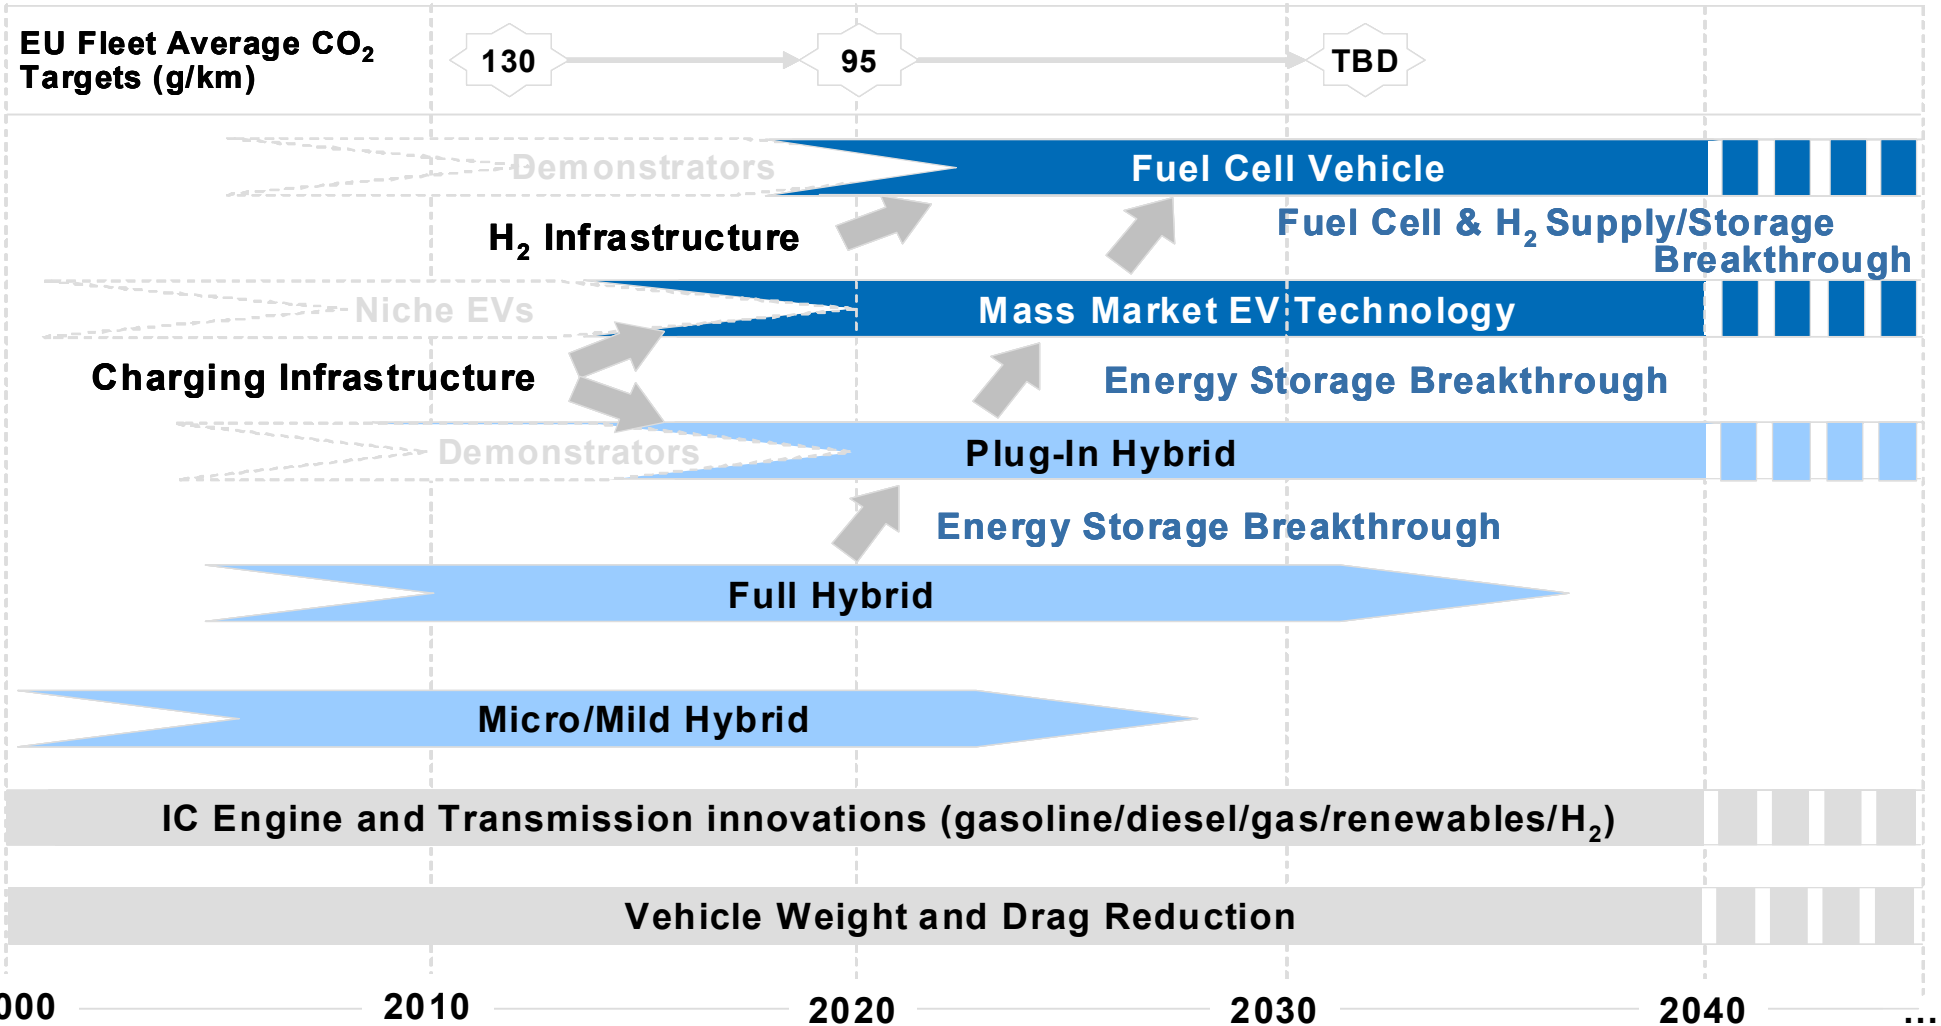 EU Fleet Average CO₂
Targets (g/km)
130
95
TBD
Demonstrators
Fuel Cell Vehicle
H₂ Infrastructure
Fuel Cell & H₂ Supply/Storage
Breakthrough
Niche EVs
Mass Market EV Technology
Charging Infrastructure
Energy Storage Breakthrough
Demonstrators
Plug-In Hybrid
Energy Storage Breakthrough
Full Hybrid
Micro/Mild Hybrid
IC Engine and Transmission innovations (gasoline/diesel/gas/renewables/H₂)
Vehicle Weight and Drag Reduction
000
2010
2020
2030
2040
...